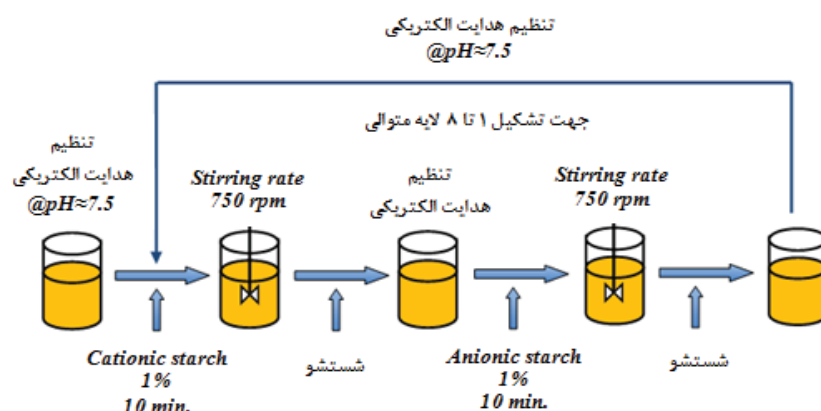 تنظیم هدایت الکتریکی
@pH≈7.5
جهت تشکیل ۱ تا ۸ لایه متوالی
تنظیم
هدایت الکتریکی
@pH≈7.5
Stirring rate
750 rpm
تنظیم
هدایت الکتریکی
Stirring rate
750 rpm
Cationic starch
1%
10 min.
شستشو
Anionic starch
1%
10 min.
شستشو